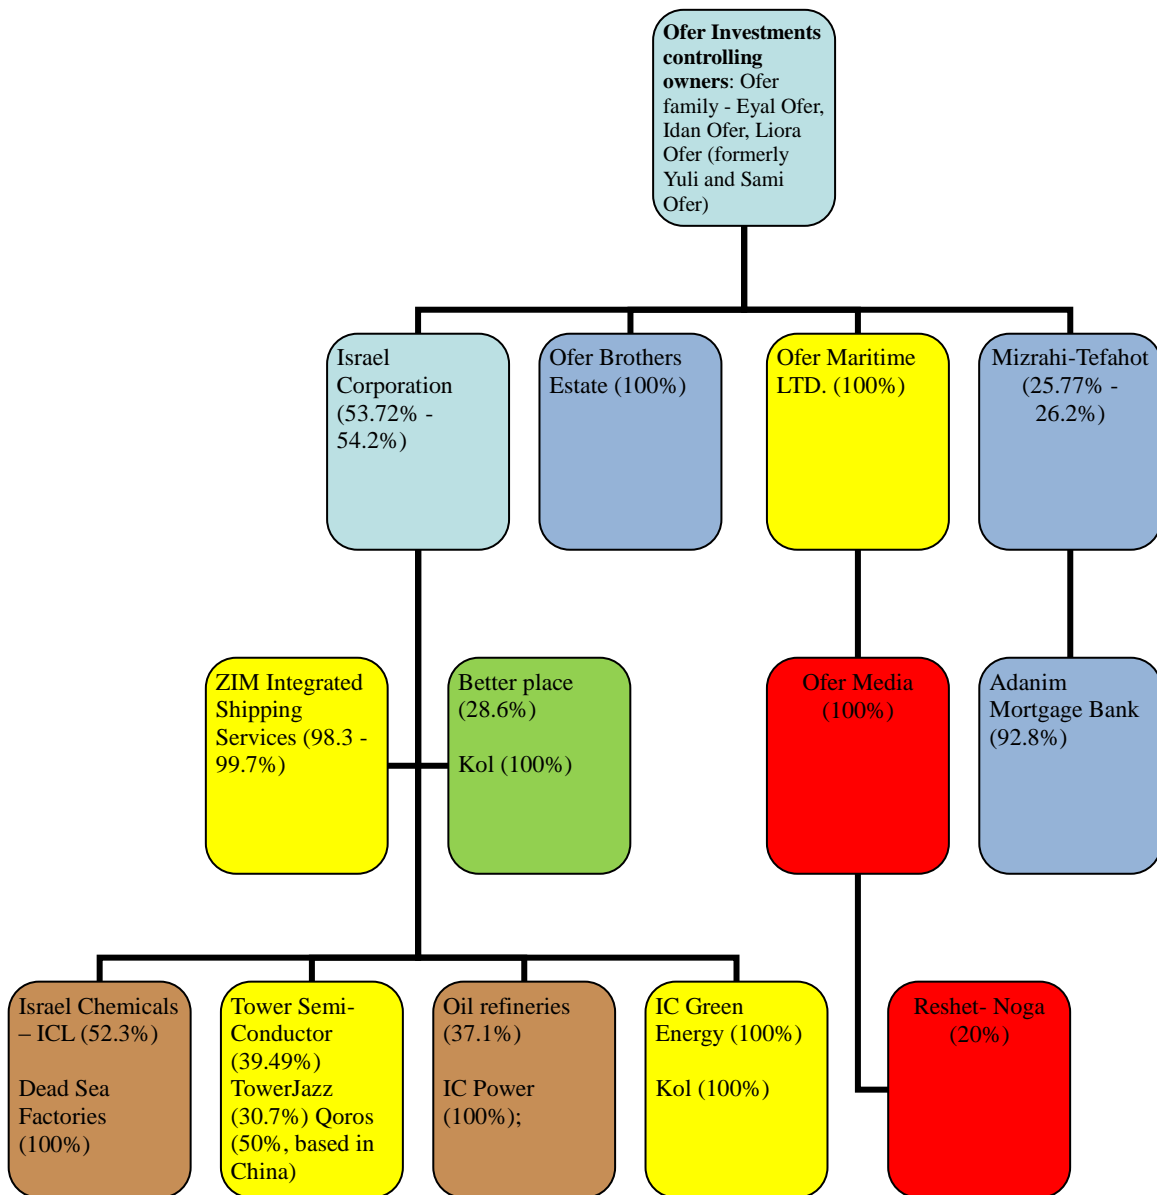 Ofer Investments
controlling
owners: Ofer
family - Eyal Ofer,
Idan Ofer, Liora
Ofer (formerly
Yuli and Sami
Ofer)
Israel
Corporation
(53.72% -
54.2%)
Ofer Brothers
Estate (100%)
Ofer Maritime
LTD. (100%)
Mizrahi-Tefahot
(25.77% -
26.2%)
ZIM Integrated
Shipping
Services (98.3 -
99.7%)
Better place
(28.6%)
Kol (100%)
Ofer Media
(100%)
Adanim
Mortgage Bank
(92.8%)
Israel Chemicals
– ICL (52.3%)
Dead Sea
Factories
(100%)
Tower Semi-
Conductor
(39.49%)
TowerJazz
(30.7%) Qoros
(50%, based in
China)
Oil refineries
(37.1%)
IC Power
(100%);
IC Green
Energy (100%)
Kol (100%)
Reshet- Noga
(20%)